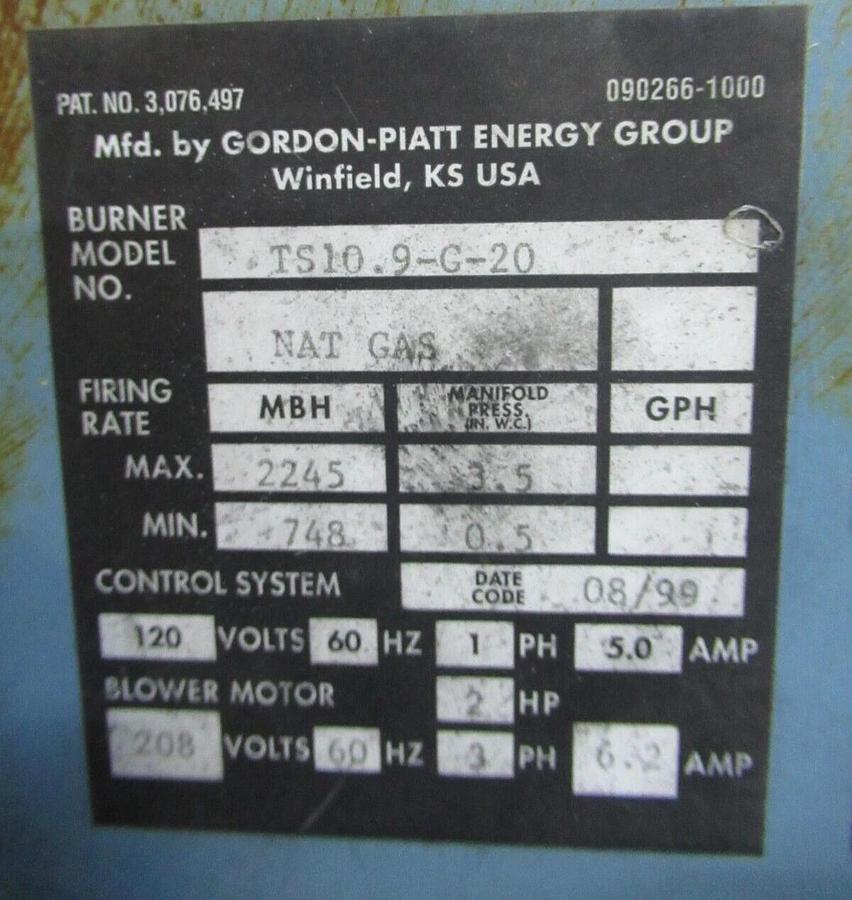 PAT. NO. 3,076,497 090266-1000
Mfd. by GORDON-PIATT ENERGY GROUP
Winfield, KS USA
BURNER
MODEL
NO.
TS10.9-G-20
NAT GAS
FIRING
RATE
MBH
MANIFOLD
PRESS.
(IN. W.C.)
GPH
MAX. 2245 3.5
MIN. 748 0.5
CONTROL SYSTEM
DATE
CODE
08/99
120 VOLTS 60 HZ 1 PH 5.0 AMP
BLOWER MOTOR 2 HP
208 VOLTS 60 HZ 3 PH 6.2 AMP